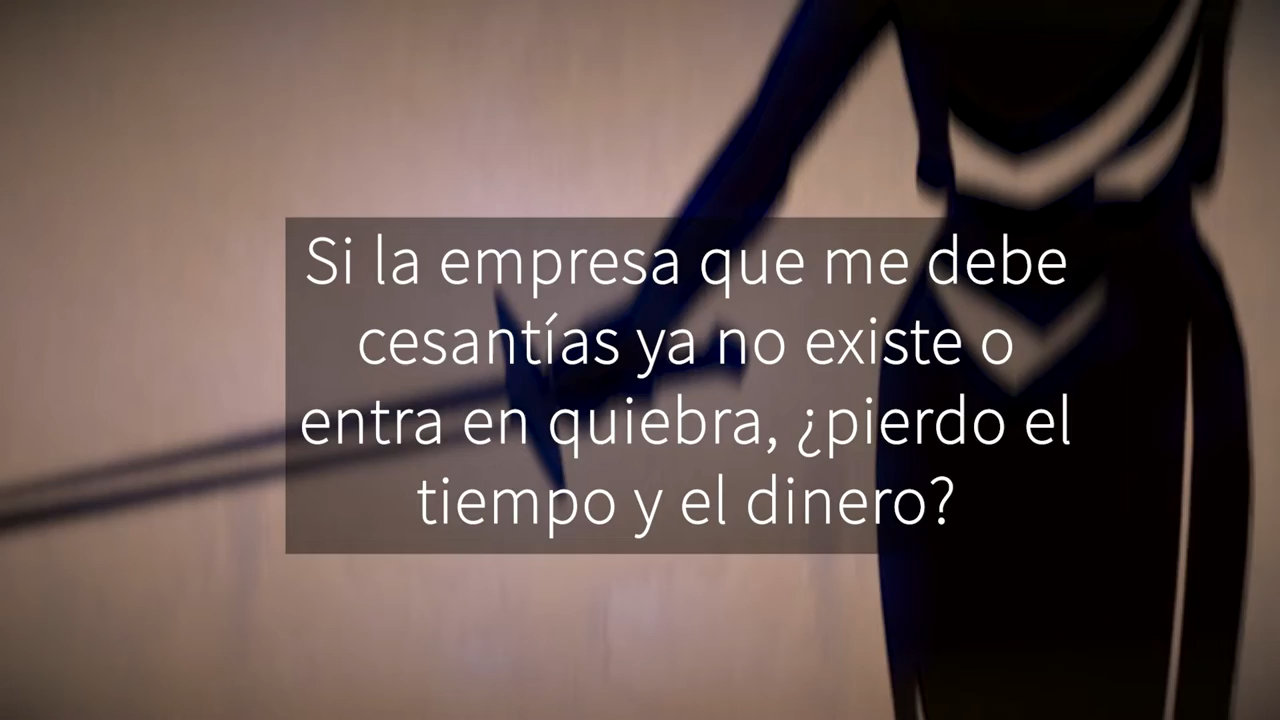 Si la empresa que me debe
cesantías ya no existe o
entra en quiebra, ¿pierdo el
tiempo y el dinero?